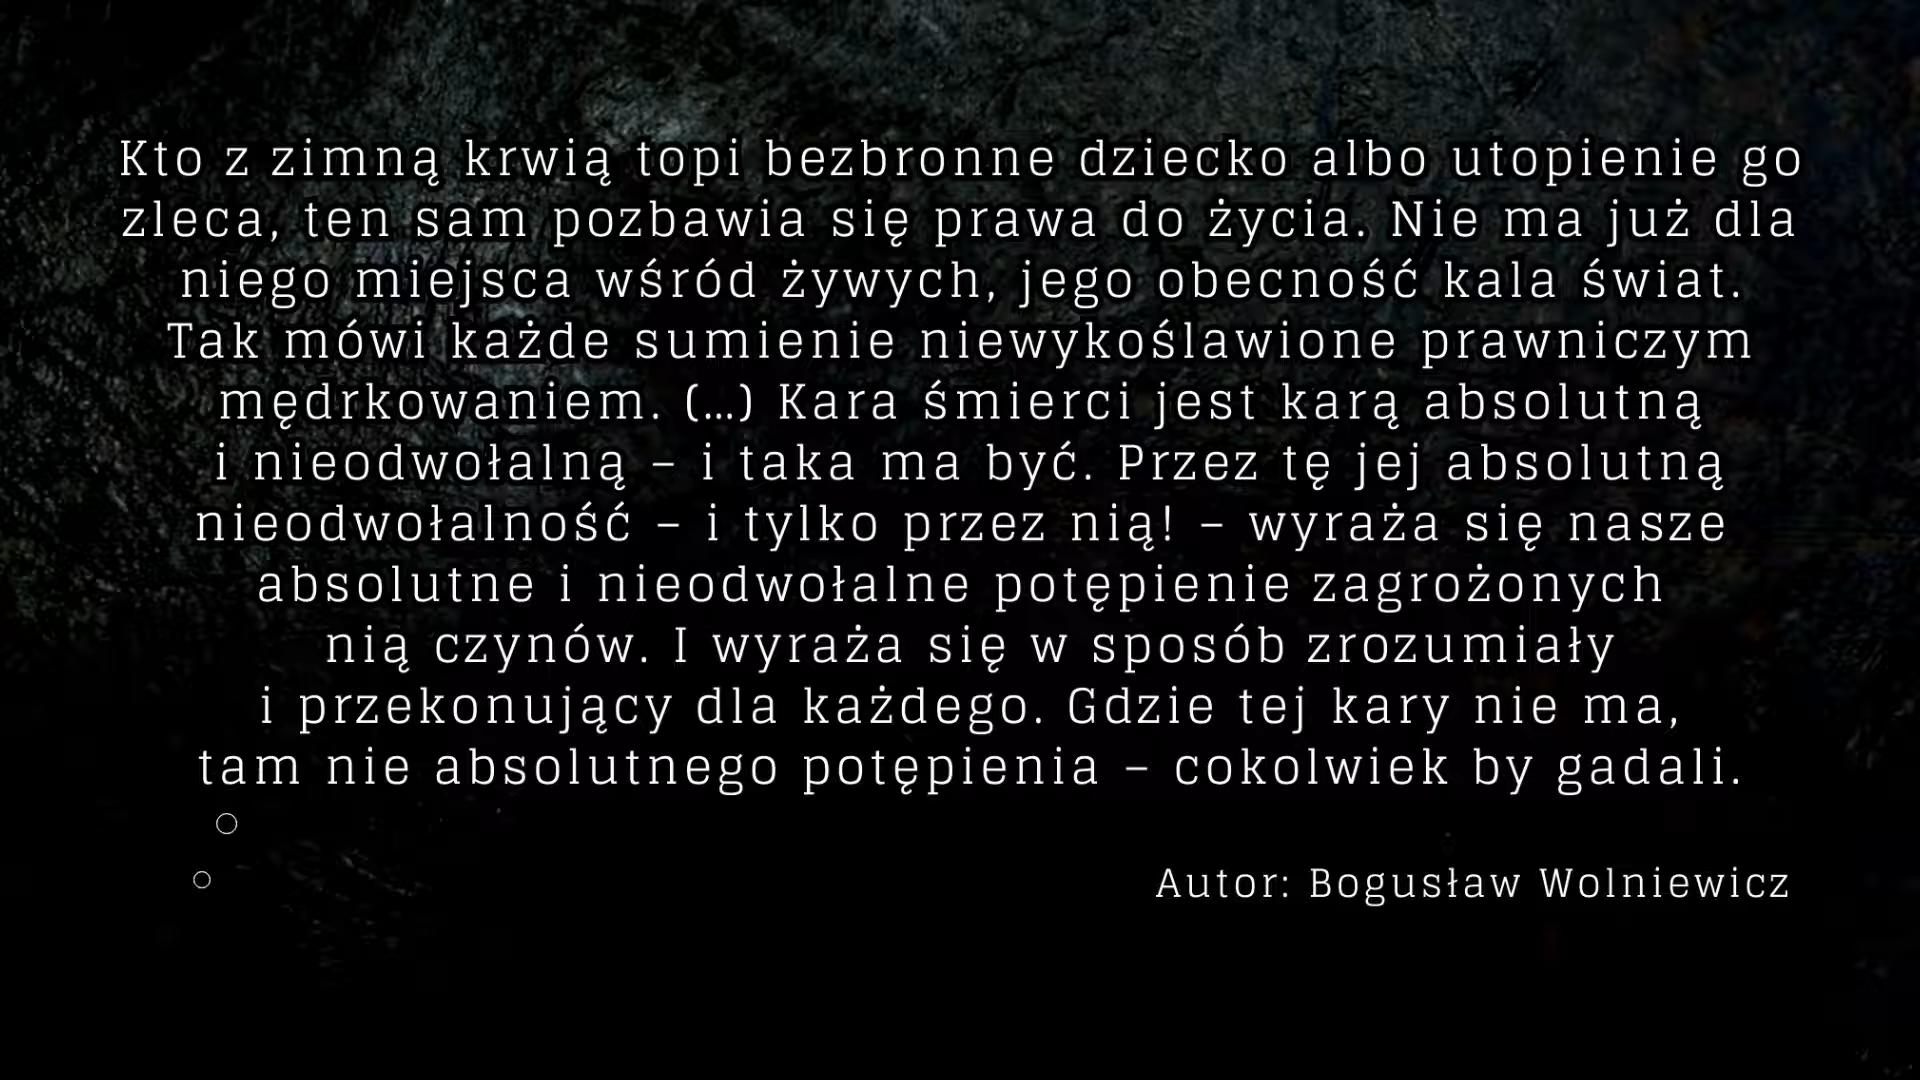 Kto z zimną krwią topi bezbronne dziecko albo utopienie go
zleca, ten sam pozbawia się prawa do życia. Nie ma już dla
niego miejsca wśród żywych, jego obecność kala świat.
Tak mówi każde sumienie niewykoślawione prawniczym
mędrkowaniem. (...) Kara śmierci jest karą absolutną
i nieodwołalną – i taka ma być. Przez tę jej absolutną
nieodwołalność – i tylko przez nią! – wyraża się nasze
absolutne i nieodwołalne potępienie zagrożonych
nią czynów. I wyraża się w sposób zrozumiały
i przekonujący dla każdego. Gdzie tej kary nie ma,
tam nie absolutnego potępienia – cokolwiek by gadali.
Autor: Bogusław Wolniewicz